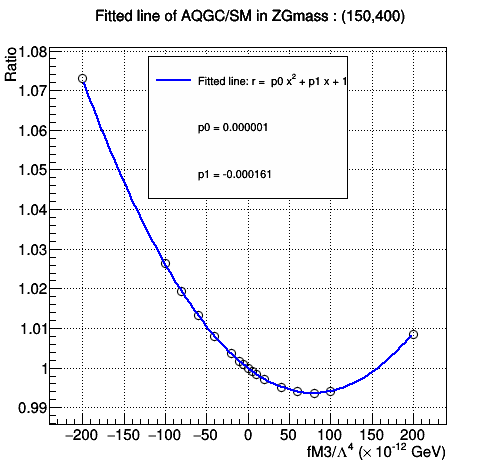 Fitted line of AQGC/SM in ZGmass : (150,400)
Ratio
1.08
1.07
1.06
1.05
1.04
1.03
1.02
1.01
1
0.99
Fitted line: r = p0 x² + p1 x + 1
p0 = 0.000001
p1 = -0.000161
−200 −150 −100 −50 0 50 100 150 200
fM3/Λ⁴ (× 10⁻¹² GeV)